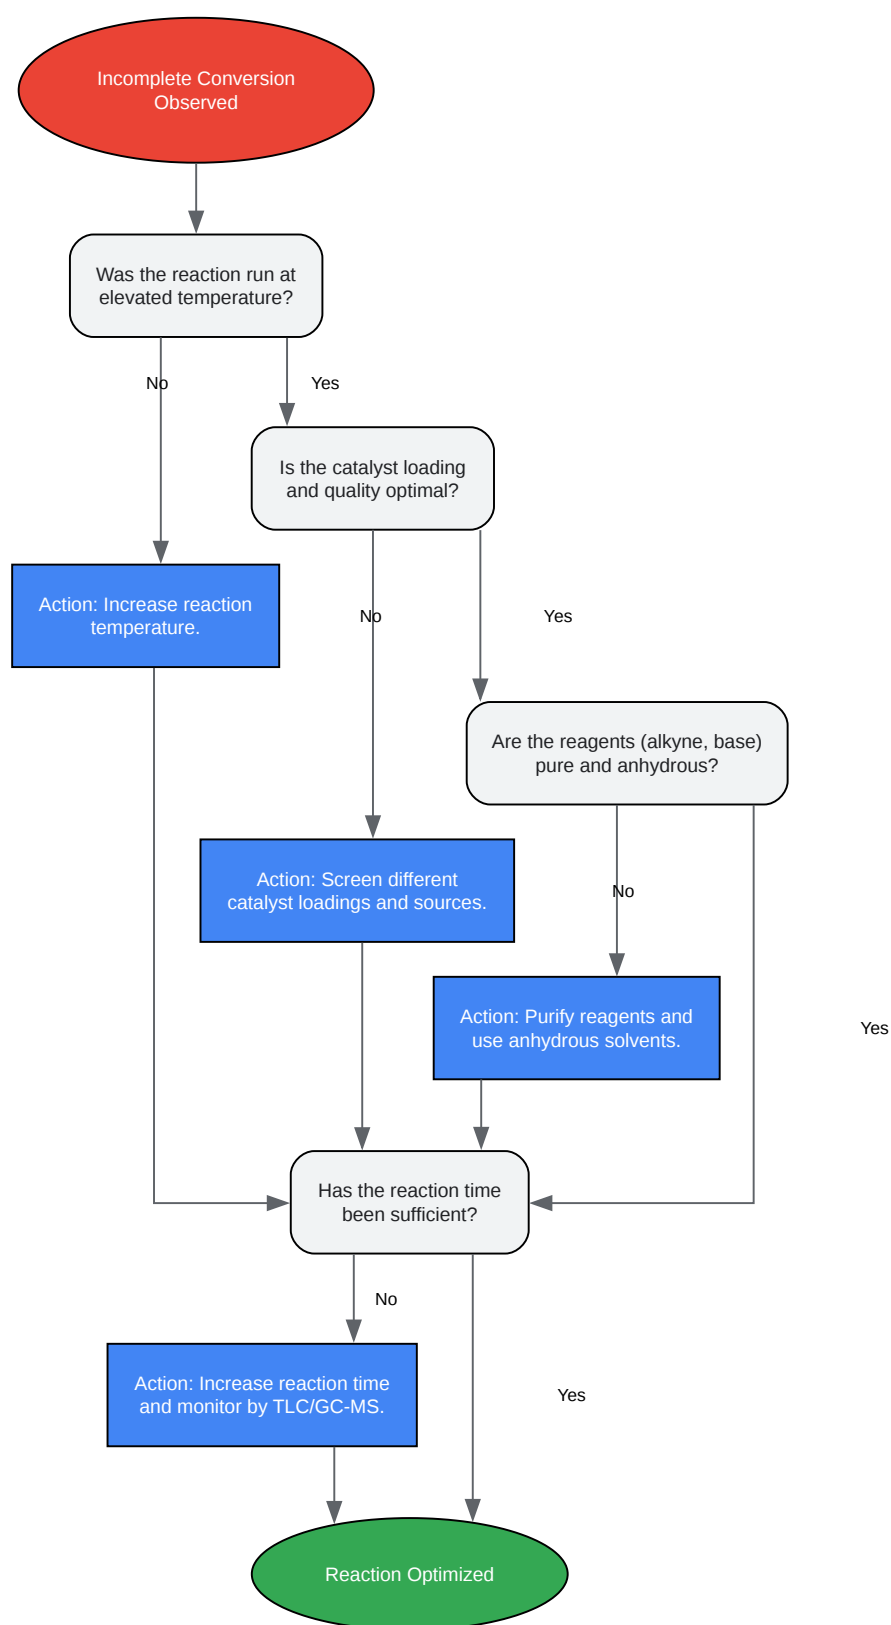 Incomplete Conversion
Observed
Was the reaction run at
elevated temperature?
No
Yes
Is the catalyst loading
and quality optimal?
Action: Increase reaction
temperature.
No
Yes
Are the reagents (alkyne, base)
pure and anhydrous?
Action: Screen different
catalyst loadings and sources.
No
Action: Purify reagents and
use anhydrous solvents.
Yes
Has the reaction time
been sufficient?
No
Action: Increase reaction time
and monitor by TLC/GC-MS.
Yes
Reaction Optimized